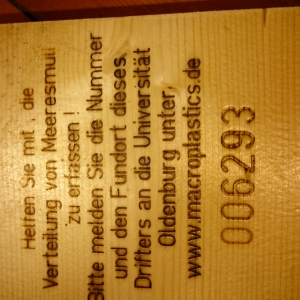 Helfen Sie mit , die
Verteilung von Meeresmüll
zu erfassen !
Bitte melden Sie die Nummer
und den Fundort dieses
Drifters an die Universität
Oldenburg unter,
www.macroplastics.de
006293